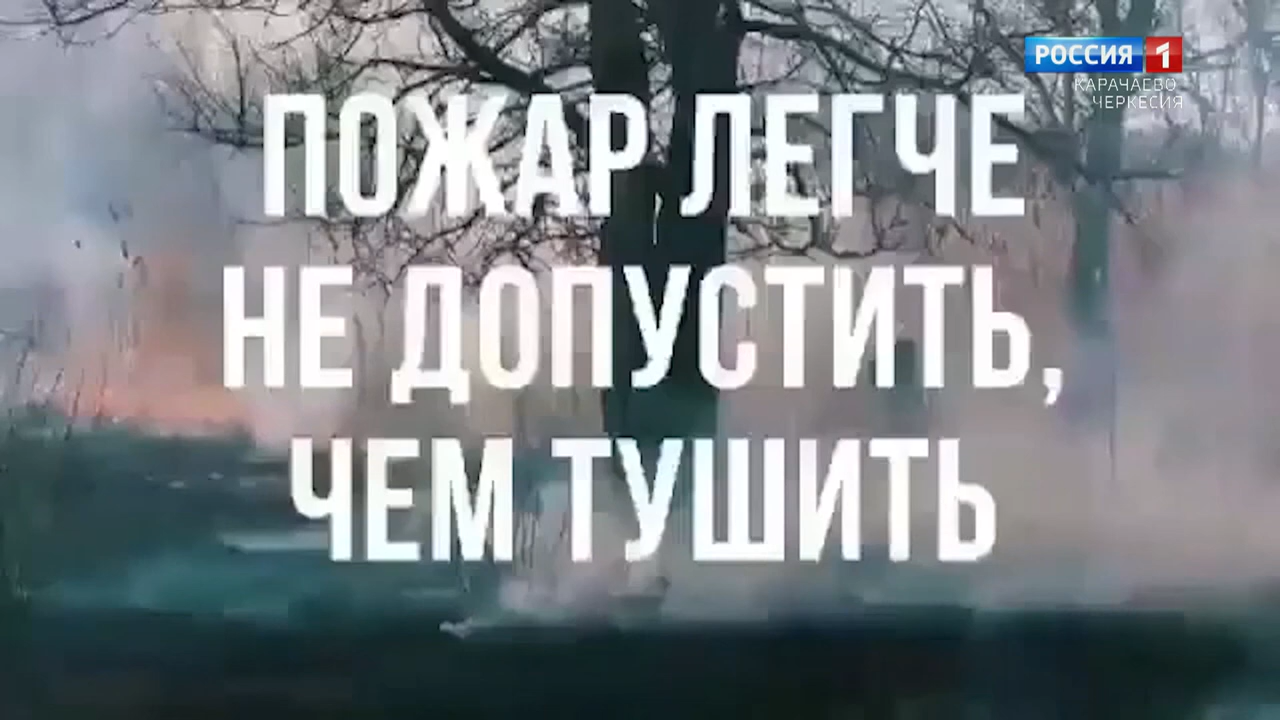 РОССИЯ 1
КАРАЧАЕВО
ЧЕРКЕСИЯ
ПОЖАР ЛЕГЧЕ
НЕ ДОПУСТИТЬ,
ЧЕМ ТУШИТЬ